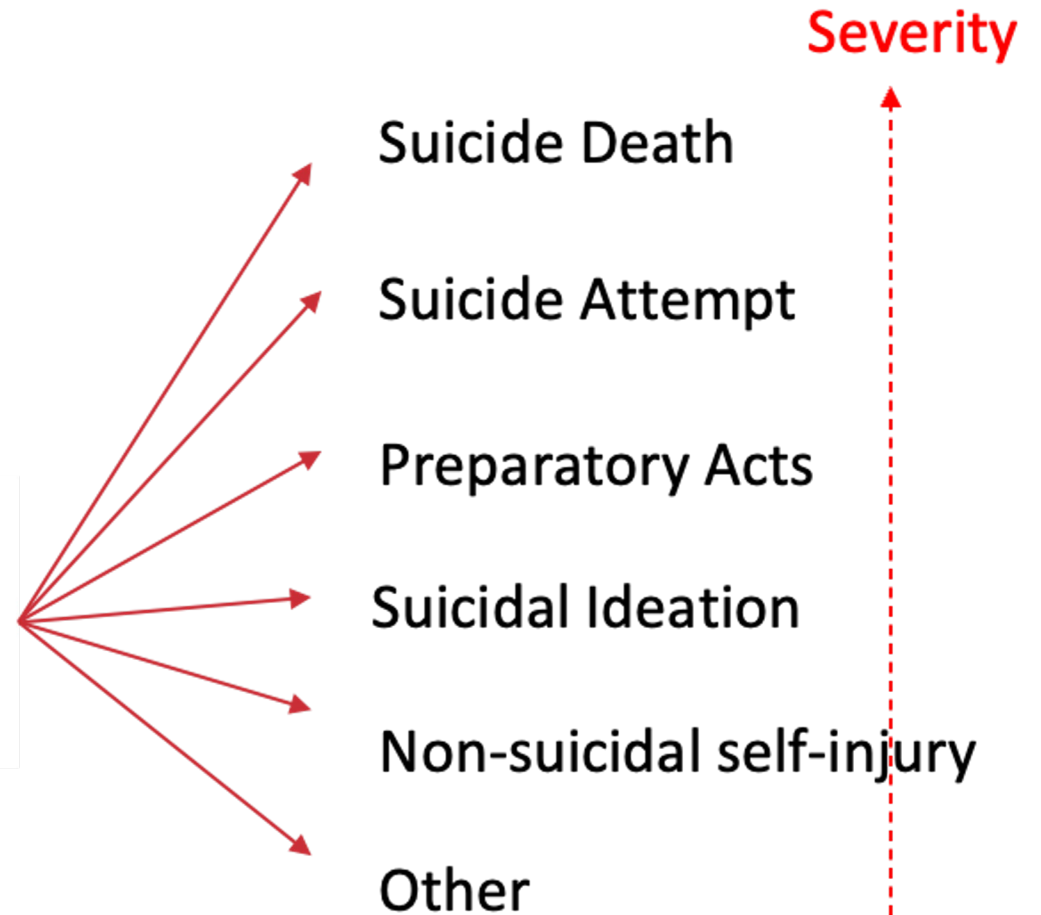 Severity
Suicide Death
Suicide Attempt
Preparatory Acts
Suicidal Ideation
Non-suicidal self-injury
Other